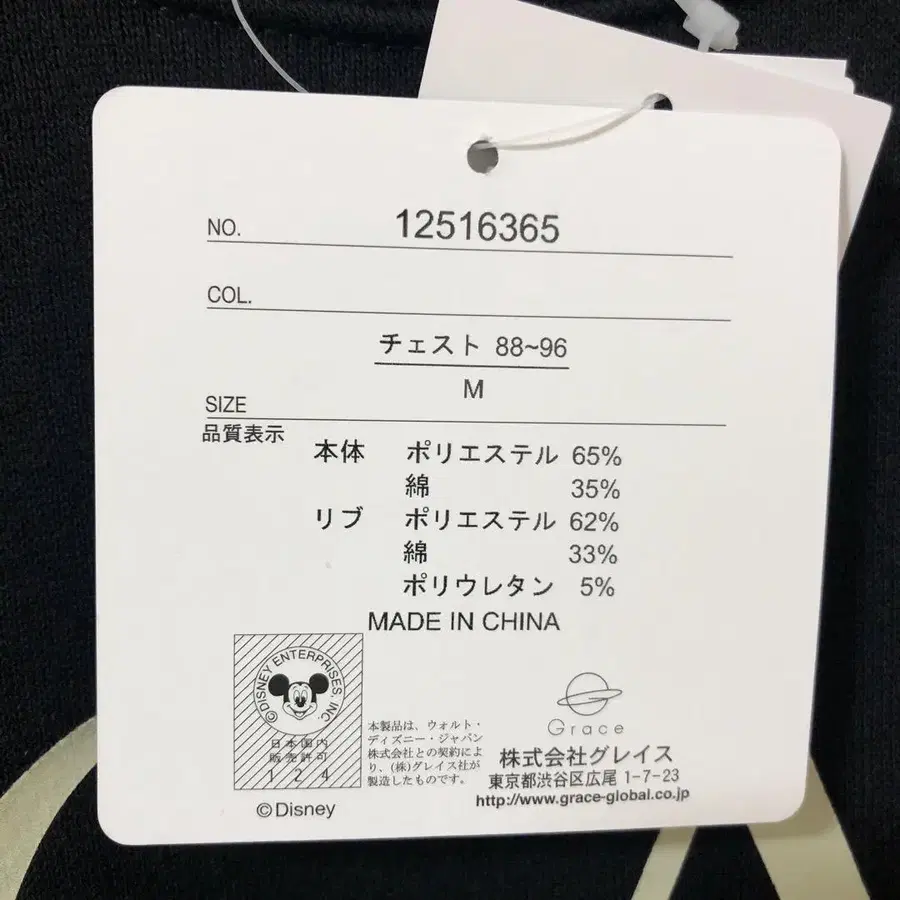 NO. 12516365
COL.
チェスト 88~96
M
SIZE
品質表示
本体 ポリエステル 65%
綿 35%
リブ ポリエステル 62%
綿 33%
ポリウレタン 5%
MADE IN CHINA
©DISNEY ENTERPRISES, INC.
日本国内
販売許可
124
©Disney
本製品は、ウォルト・
ディズニー・ジャパン
株式会社との契約によ
り、(株)グレイス社が
製造したものです。
Grace
株式会社グレイス
東京都渋谷区広尾 1-7-23
http://www.grace-global.co.jp